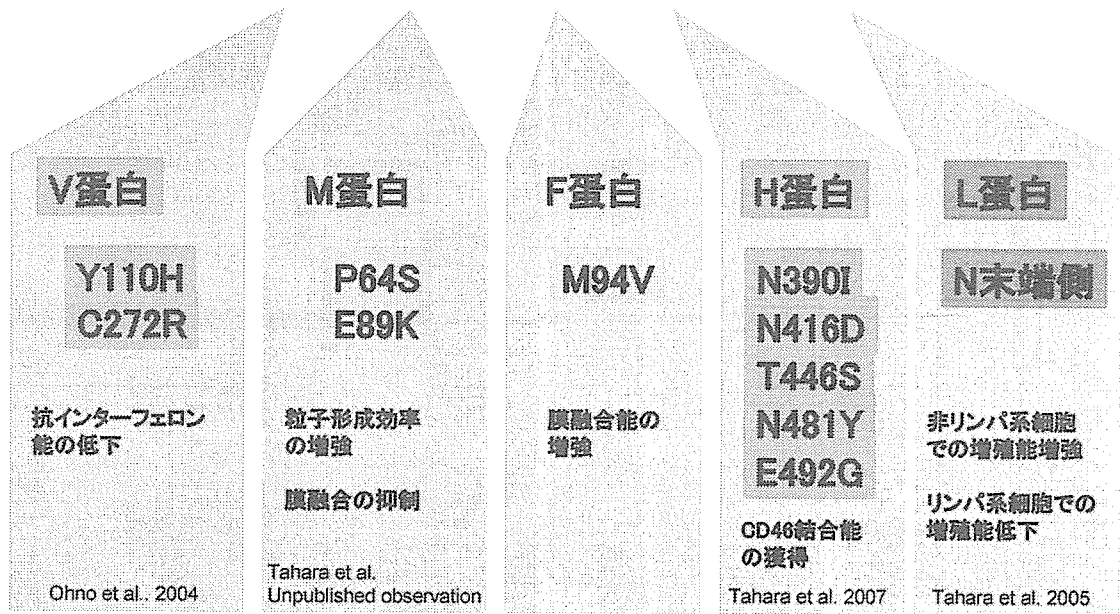 V蛋白
Y110H
C272R
抗インターフェロン
能の低下
Ohno et al.. 2004
M蛋白
P64S
E89K
粒子形成効率
の増強
膜融合の抑制
Tahara et al.
Unpublished observation
F蛋白
M94V
膜融合能の
増強
H蛋白
N390I
N416D
T446S
N481Y
E492G
CD46結合能
の獲得
Tahara et al. 2007
L蛋白
N末端側
非リンパ系細胞
での増殖能増強
リンパ系細胞での
増殖能低下
Tahara et al. 2005